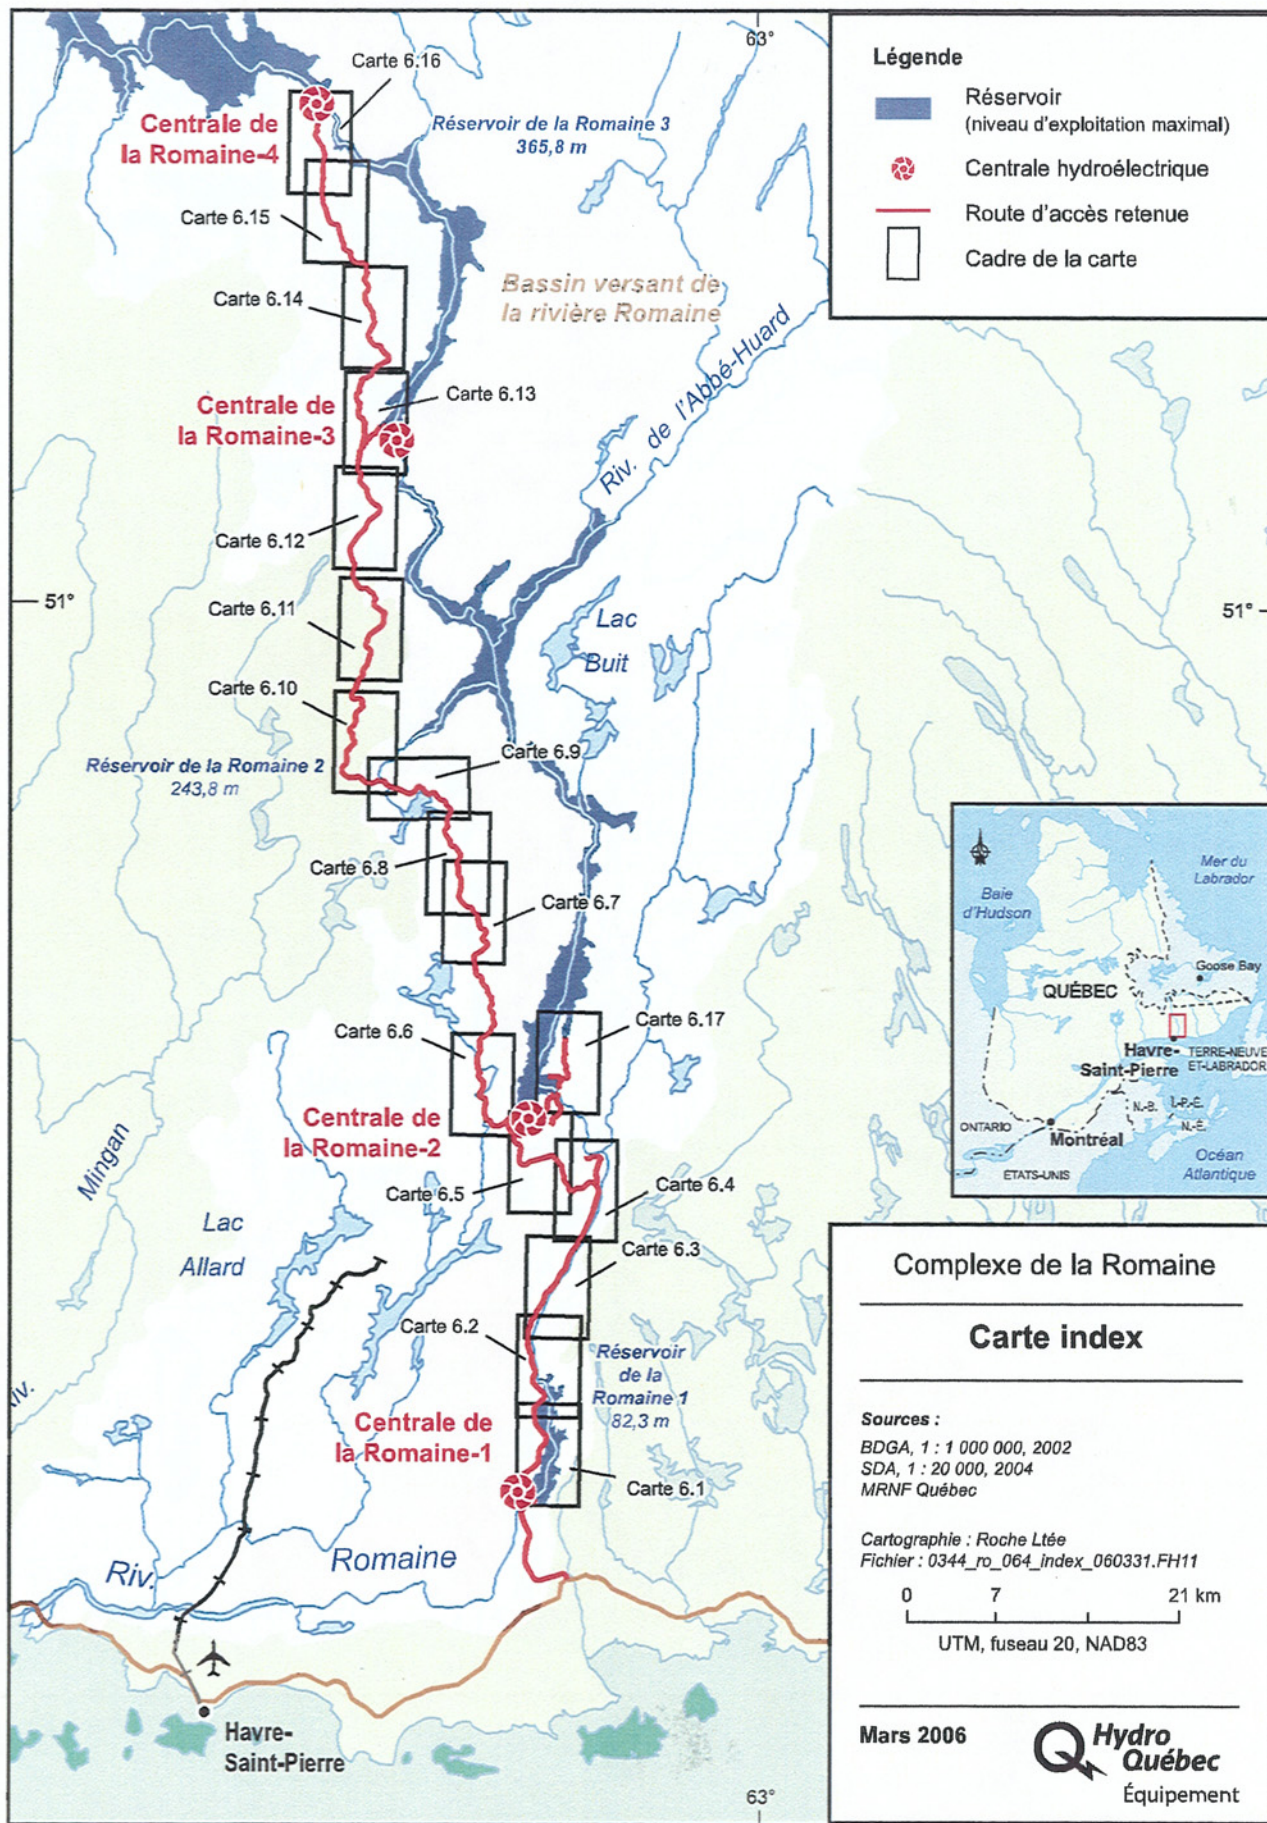 63°
Légende
Réservoir
(niveau d'exploitation maximal)
Centrale hydroélectrique
Route d'accès retenue
Cadre de la carte
Carte 6.16
Centrale de
la Romaine-4
Réservoir de la Romaine 3
365,8 m
Carte 6.15
Carte 6.14
Bassin versant de
la rivière Romaine
Riv. de l'Abbé-Huard
Carte 6.13
Centrale de
la Romaine-3
Carte 6.12
51°
51°
Carte 6.11
Lac
Buit
Carte 6.10
Réservoir de la Romaine 2
243,8 m
Carte 6.9
Carte 6.8
Carte 6.7
Carte 6.6
Carte 6.17
Centrale de
la Romaine-2
Carte 6.5
Carte 6.4
Mingan
Lac
Allard
Carte 6.3
Carte 6.2
Réservoir
de la
Romaine 1
82,3 m
Centrale de
la Romaine-1
Carte 6.1
Riv.
Romaine
Havre-
Saint-Pierre
63°
Baie
d'Hudson
Mer du
Labrador
Goose Bay
QUÉBEC
Havre-
Saint-Pierre
TERRE-NEUVE
ET-LABRADOR
N.-B.
Î.-P.-É.
N.-É.
ONTARIO
Montréal
ÉTATS-UNIS
Océan
Atlantique
Complexe de la Romaine
Carte index
Sources :
BDGA, 1 : 1 000 000, 2002
SDA, 1 : 20 000, 2004
MRNF Québec
Cartographie : Roche Ltée
Fichier : 0344_ro_064_index_060331.FH11
0 7 21 km
UTM, fuseau 20, NAD83
Mars 2006
Hydro
Québec
Équipement